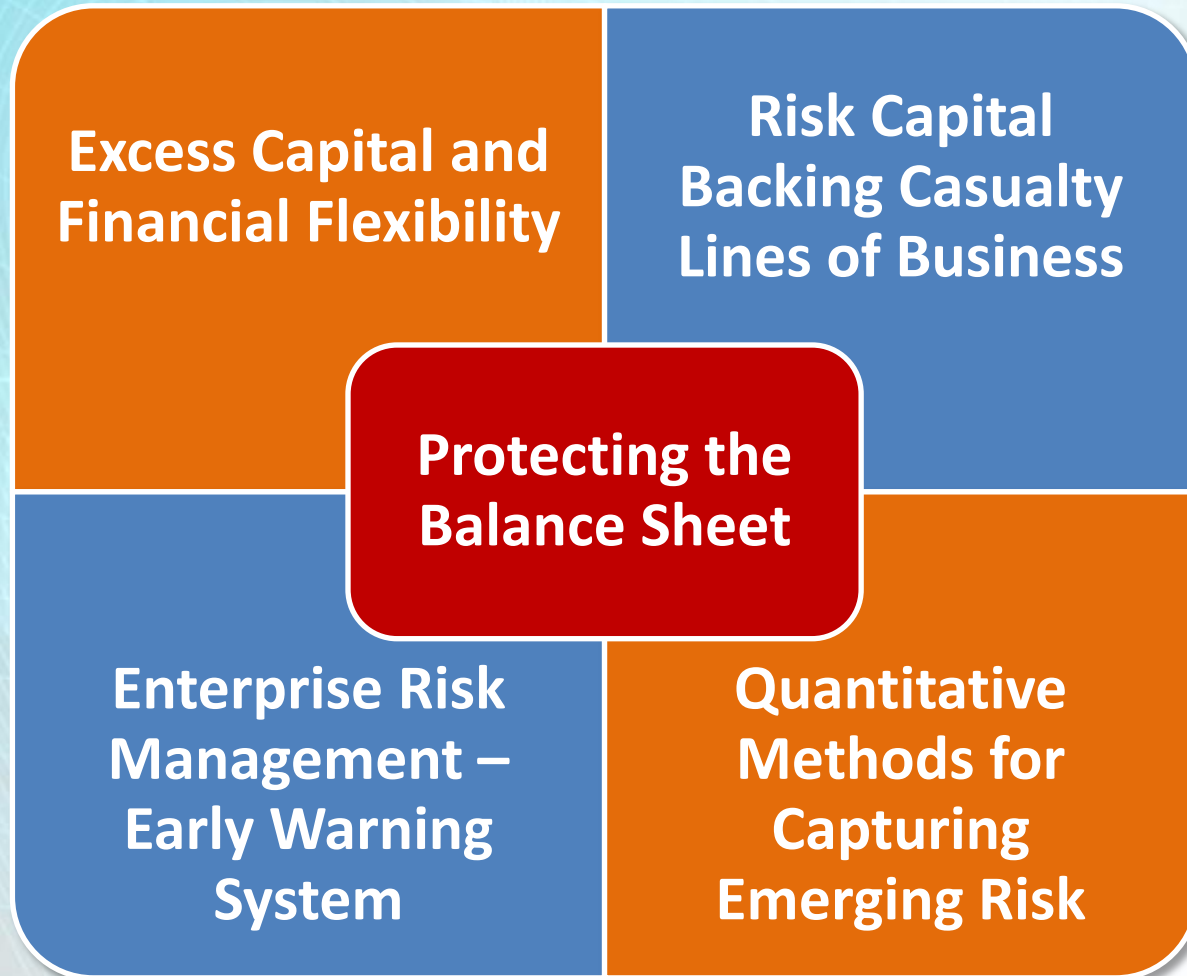 Excess Capital and
Financial Flexibility
Risk Capital
Backing Casualty
Lines of Business
Protecting the
Balance Sheet
Enterprise Risk
Management –
Early Warning
System
Quantitative
Methods for
Capturing
Emerging Risk